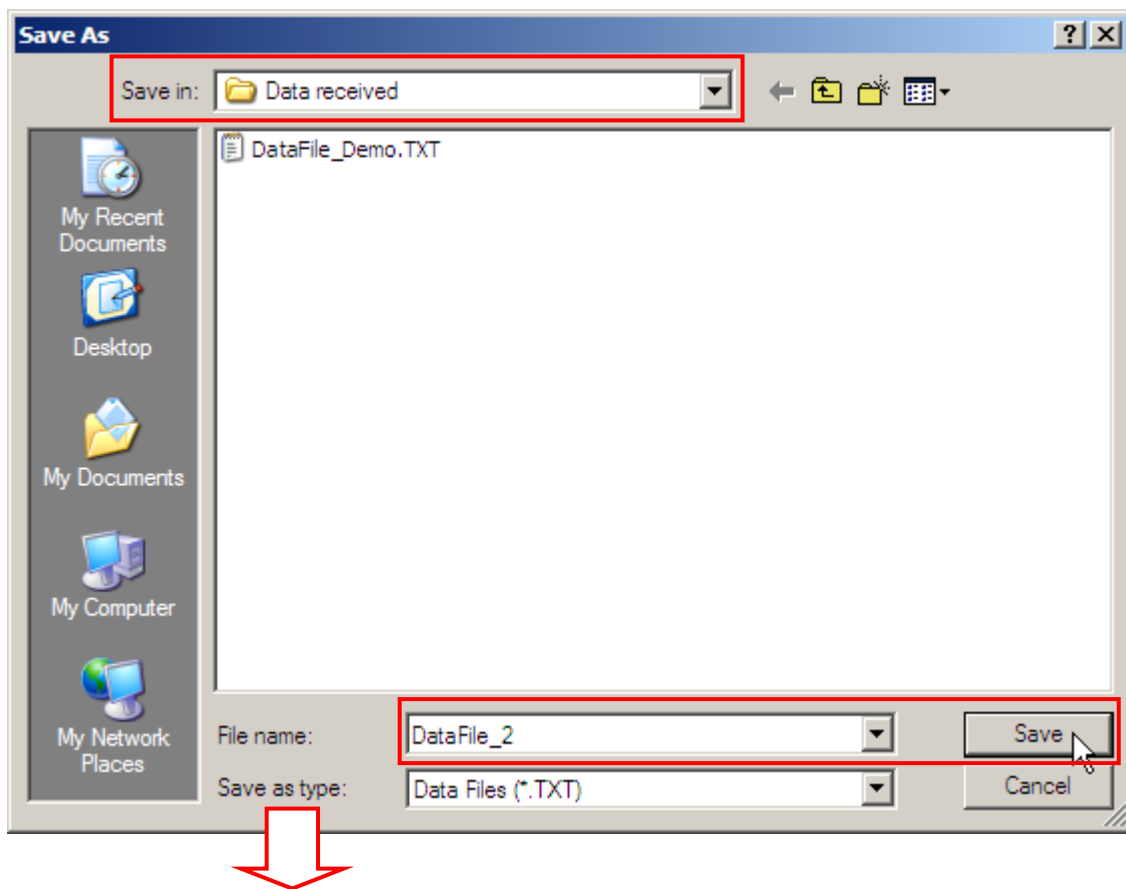 Save As
Save in:
Data received
DataFile_Demo.TXT
My Recent
Documents
Desktop
My Documents
My Computer
My Network
Places
File name:
DataFile_2
Save
Save as type:
Data Files (*.TXT)
Cancel